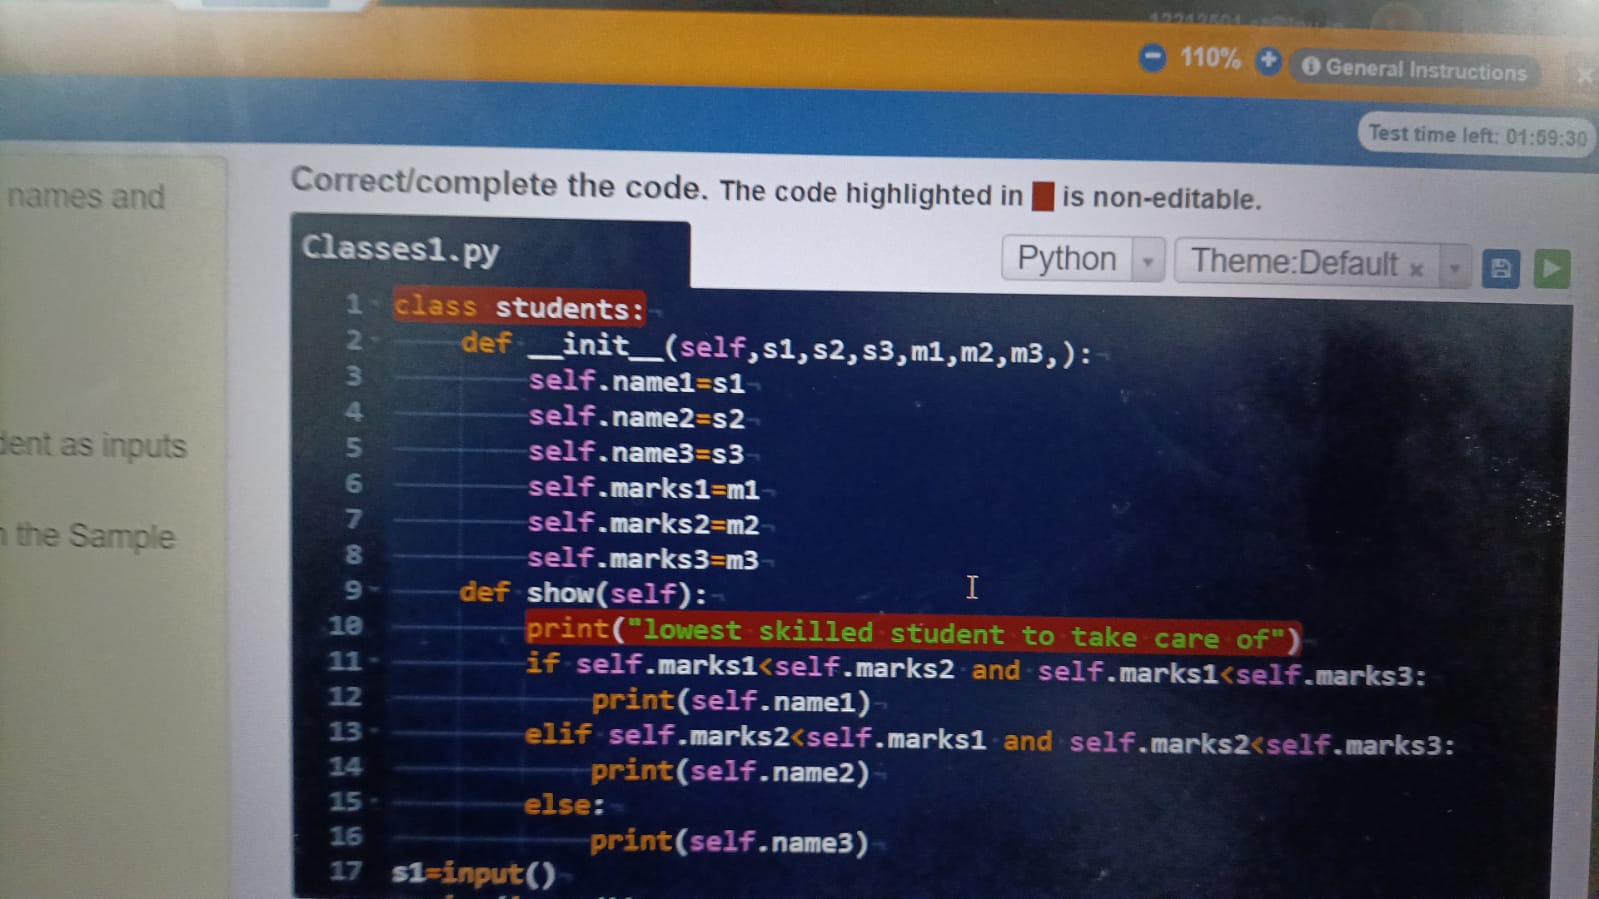 110%
General Instructions
Test time left: 01:59:30
names and
Correct/complete the code. The code highlighted in is non-editable.
Classes1.py
Python
Theme:Default ×
1 class students:
2 def __init__(self,s1,s2,s3,m1,m2,m3,):
3 self.name1=s1
4 self.name2=s2
dent as inputs
5 self.name3=s3
6 self.marks1=m1
7 self.marks2=m2
the Sample
8 self.marks3=m3
9 def show(self):
10 print("lowest skilled student to take care of")
11 if self.marks1<self.marks2 and self.marks1<self.marks3:
12 print(self.name1)
13 elif self.marks2<self.marks1 and self.marks2<self.marks3:
14 print(self.name2)
15 else:
16 print(self.name3)
17 s1=input()